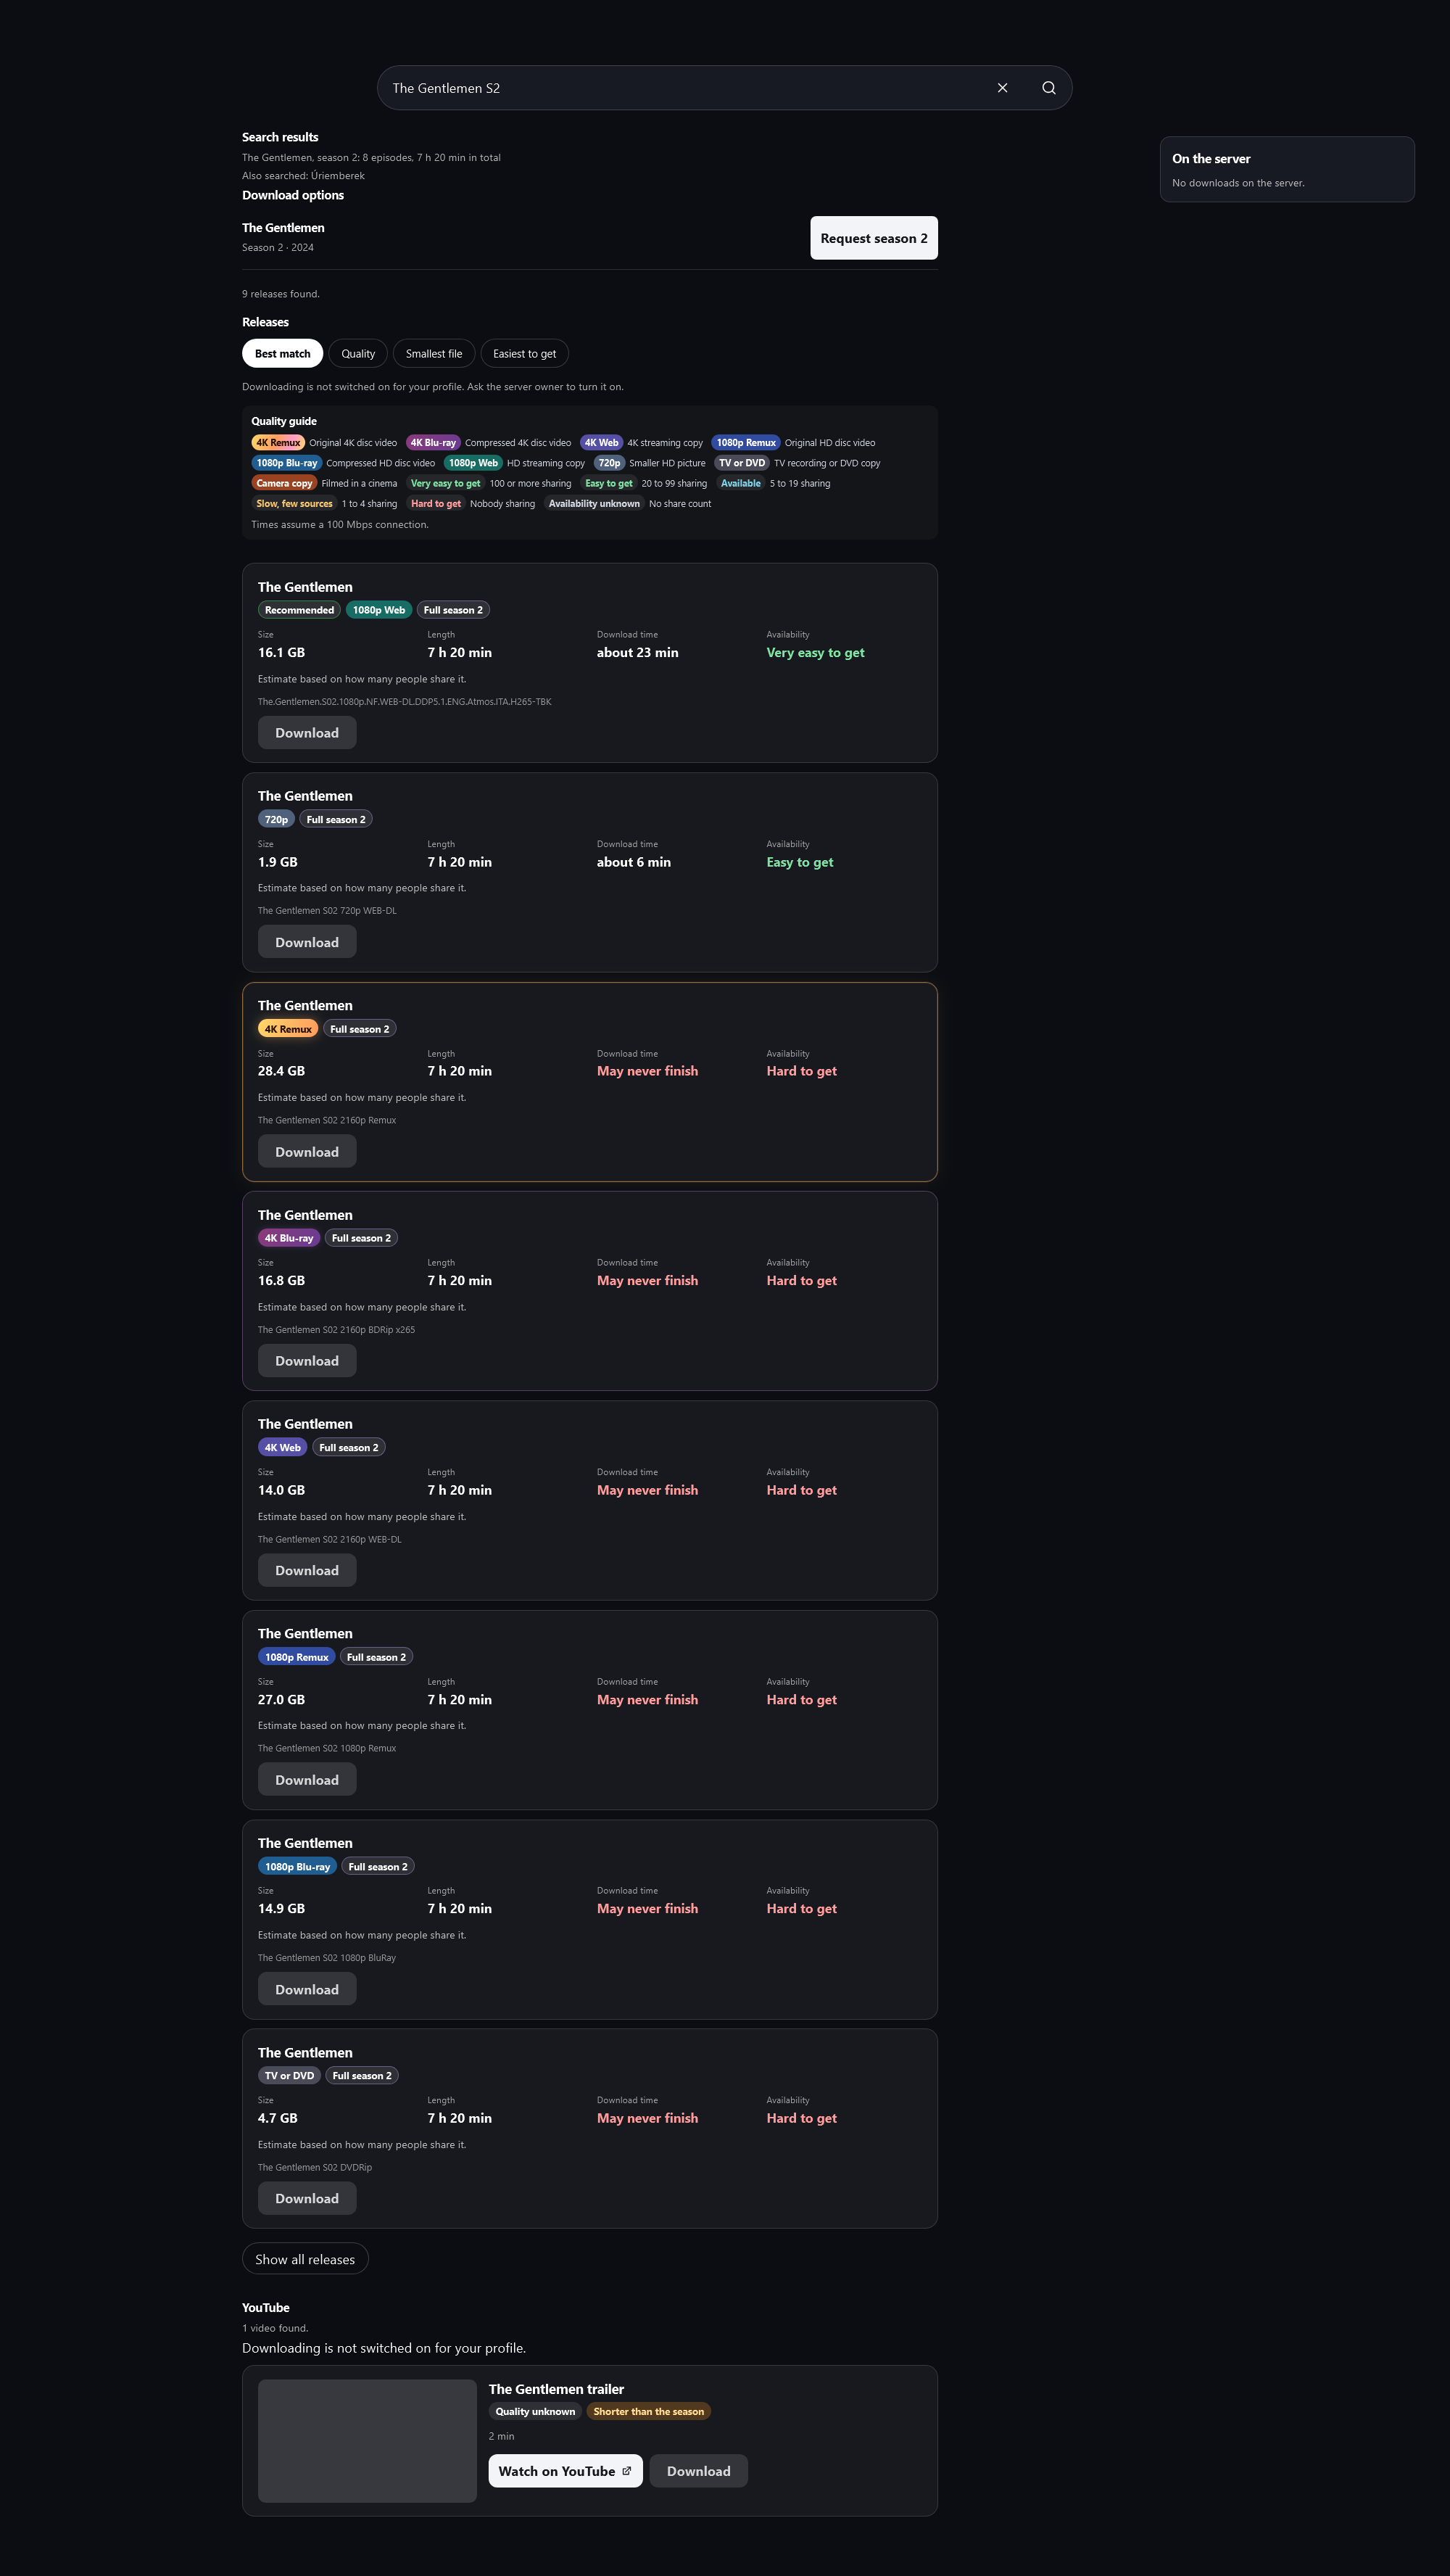 The Gentlemen S2
Search results
The Gentlemen, season 2: 8 episodes, 7 h 20 min in total
Also searched: Úriemberek
Download options
The Gentlemen
Season 2 · 2024
Request season 2
On the server
No downloads on the server.
9 releases found.
Releases
Best match Quality Smallest file Easiest to get
Downloading is not switched on for your profile. Ask the server owner to turn it on.
Quality guide
4K Remux Original 4K disc video 4K Blu-ray Compressed 4K disc video 4K Web 4K streaming copy 1080p Remux Original HD disc video
1080p Blu-ray Compressed HD disc video 1080p Web HD streaming copy 720p Smaller HD picture TV or DVD TV recording or DVD copy
Camera copy Filmed in a cinema Very easy to get 100 or more sharing Easy to get 20 to 99 sharing Available 5 to 19 sharing
Slow, few sources 1 to 4 sharing Hard to get Nobody sharing Availability unknown No share count
Times assume a 100 Mbps connection.
The Gentlemen
Recommended 1080p Web Full season 2
Size Length Download time Availability
16.1 GB 7 h 20 min about 23 min Very easy to get
Estimate based on how many people share it.
The.Gentlemen.S02.1080p.NF.WEB-DL.DDP5.1.ENG.Atmos.ITA.H265-TBK
Download
The Gentlemen
720p Full season 2
Size Length Download time Availability
1.9 GB 7 h 20 min about 6 min Easy to get
Estimate based on how many people share it.
The Gentlemen S02 720p WEB-DL
Download
The Gentlemen
4K Remux Full season 2
Size Length Download time Availability
28.4 GB 7 h 20 min May never finish Hard to get
Estimate based on how many people share it.
The Gentlemen S02 2160p Remux
Download
The Gentlemen
4K Blu-ray Full season 2
Size Length Download time Availability
16.8 GB 7 h 20 min May never finish Hard to get
Estimate based on how many people share it.
The Gentlemen S02 2160p BDRip x265
Download
The Gentlemen
4K Web Full season 2
Size Length Download time Availability
14.0 GB 7 h 20 min May never finish Hard to get
Estimate based on how many people share it.
The Gentlemen S02 2160p WEB-DL
Download
The Gentlemen
1080p Remux Full season 2
Size Length Download time Availability
27.0 GB 7 h 20 min May never finish Hard to get
Estimate based on how many people share it.
The Gentlemen S02 1080p Remux
Download
The Gentlemen
1080p Blu-ray Full season 2
Size Length Download time Availability
14.9 GB 7 h 20 min May never finish Hard to get
Estimate based on how many people share it.
The Gentlemen S02 1080p BluRay
Download
The Gentlemen
TV or DVD Full season 2
Size Length Download time Availability
4.7 GB 7 h 20 min May never finish Hard to get
Estimate based on how many people share it.
The Gentlemen S02 DVDRip
Download
Show all releases
YouTube
1 video found.
Downloading is not switched on for your profile.
The Gentlemen trailer
Quality unknown Shorter than the season
2 min
Watch on YouTube Download